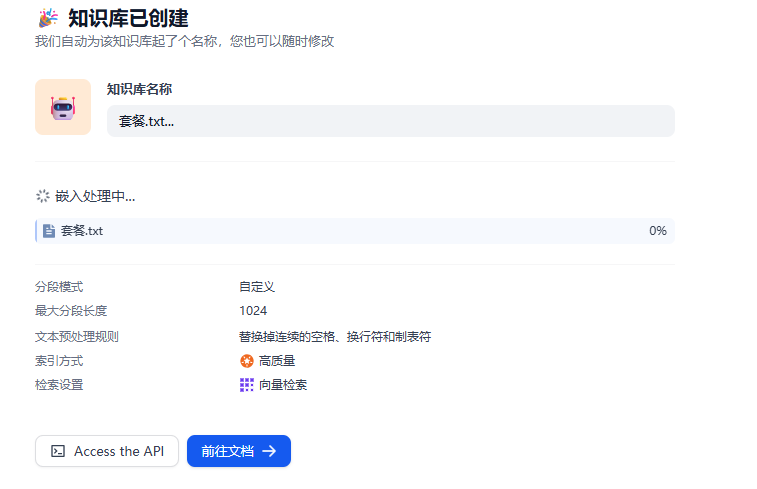 知识库已创建
我们自动为该知识库起了个名称，您也可以随时修改
知识库名称
套餐.txt...
嵌入处理中...
套餐.txt 0%
分段模式 自定义
最大分段长度 1024
文本预处理规则 替换掉连续的空格、换行符和制表符
索引方式 高质量
检索设置 向量检索
Access the API 前往文档